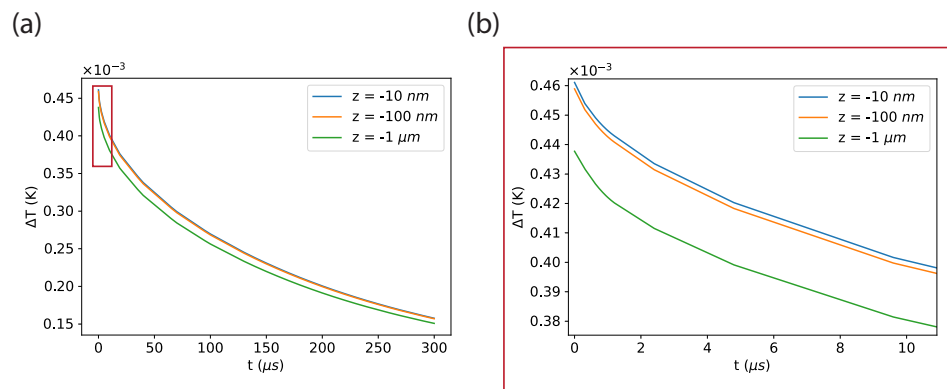 (a)
×10⁻³
0.45
0.40
0.35
0.30
0.25
0.20
0.15
ΔT (K)
0
50
100
150
200
250
300
t (μs)
z = -10 nm
z = -100 nm
z = -1 μm
(b)
×10⁻³
0.46
0.45
0.44
0.43
0.42
0.41
0.40
0.39
0.38
ΔT (K)
0
2
4
6
8
10
t (μs)
z = -10 nm
z = -100 nm
z = -1 μm